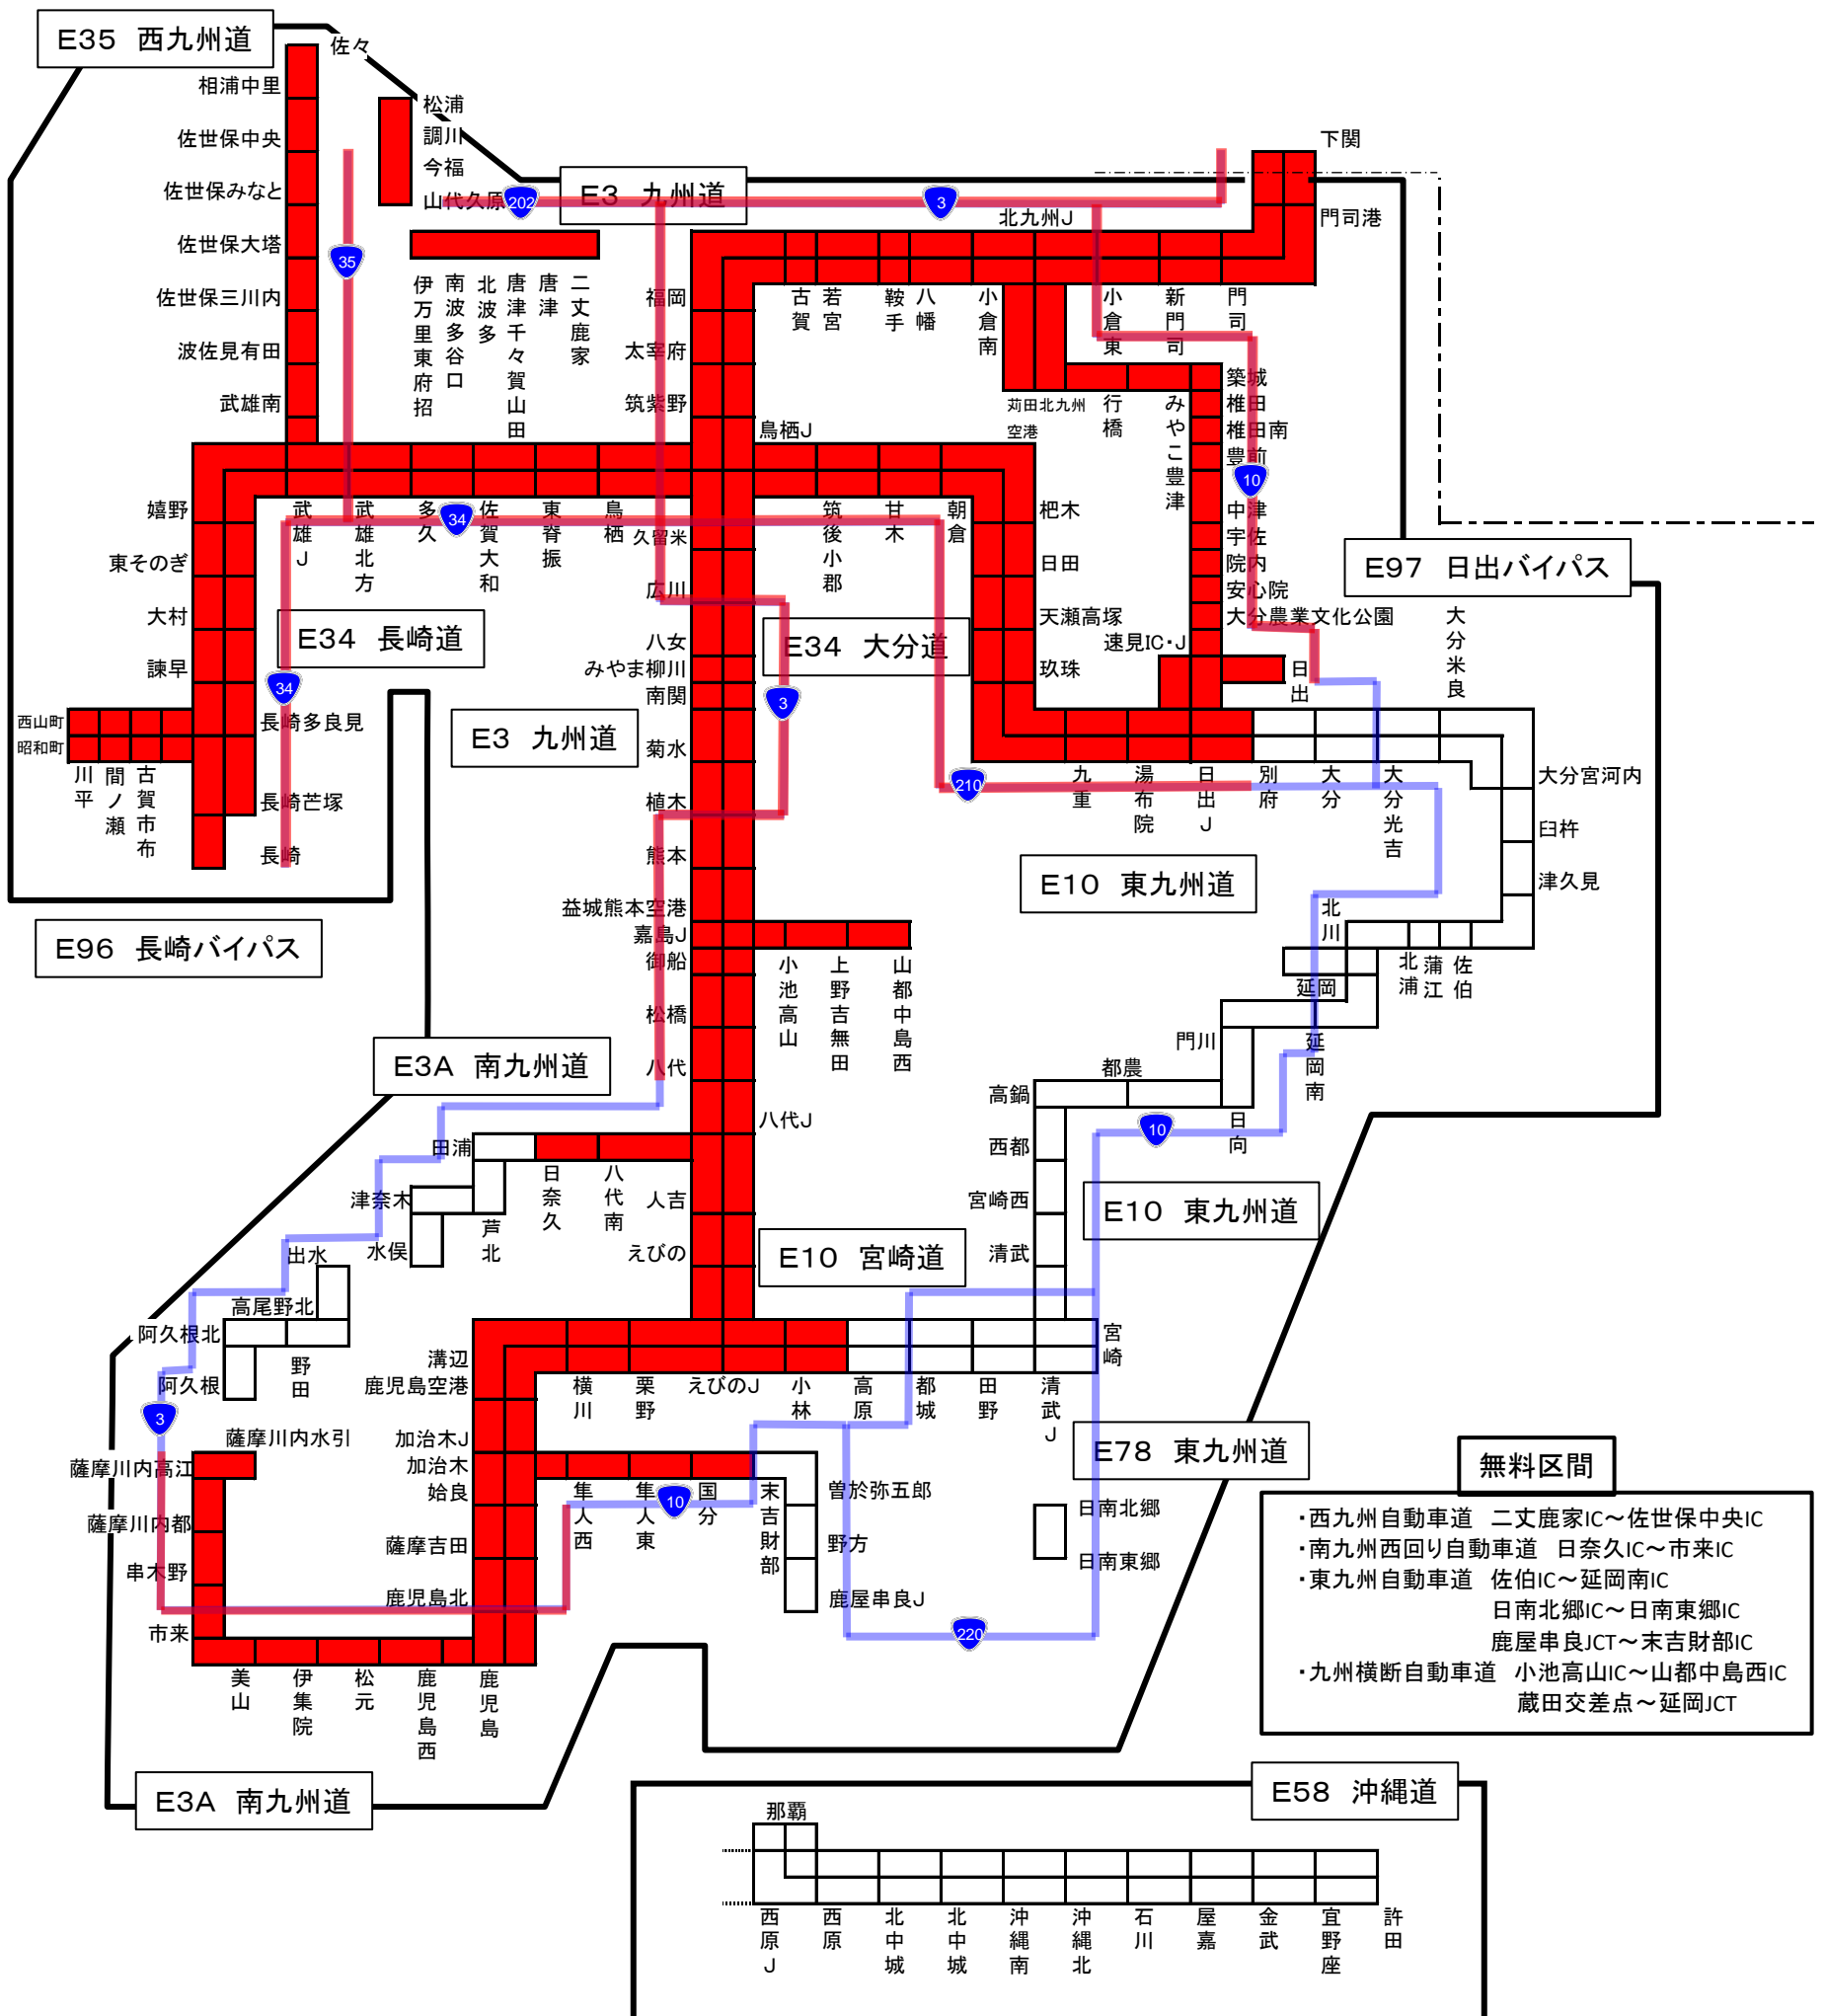 E35 西九州道
佐々
相浦中里
佐世保中央
佐世保みなと
佐世保大塔
佐世保三川内
波佐見有田
武雄南
松浦
調川
今福
山代久原
202
E3 九州道
3
下関
門司港
北九州J
35
伊万里東府招
南波多谷口
北波多
唐津千々賀山田
唐津
二丈鹿家
福岡
太宰府
筑紫野
鳥栖J
古賀
若宮
鞍手
八幡
小倉南
小倉東
新門司
門司
苅田北九州
空港
行橋
みやこ豊津
築城
椎田
椎田南
豊前
10
中津
宇佐
院内
安心院
大分農業文化公園
速見IC・J
日出
E97 日出バイパス
大分米良
嬉野
東そのぎ
大村
諫早
武雄J
武雄北方
多久
34
佐賀大和
東脊振
鳥栖
久留米
広川
八女
みやま柳川
南関
菊水
植木
熊本
益城熊本空港
嘉島J
御船
松橋
八代
筑後小郡
甘木
朝倉
杷木
日田
天瀬高塚
玖珠
E34 長崎道
E34 大分道
34
3
E3 九州道
西山町
昭和町
長崎多良見
川平
間ノ瀬
古賀市布
長崎芒塚
長崎
210
九重
湯布院
日出J
別府
大分
大分光吉
大分宮河内
臼杵
津久見
E10 東九州道
E96 長崎バイパス
小池高山
上野吉無田
山都中島西
北川
延岡
北浦
蒲江
佐伯
延岡南
門川
都農
高鍋
日向
10
西都
宮崎西
清武
E10 東九州道
E3A 南九州道
八代J
田浦
津奈木
水俣
芦北
日奈久
八代南
人吉
えびの
E10 宮崎道
出水
高尾野北
阿久根北
阿久根
野田
3
溝辺
鹿児島空港
横川
栗野
えびのJ
小林
高原
都城
田野
清武J
宮崎
薩摩川内水引
薩摩川内高江
薩摩川内都
串木野
市来
加治木J
加治木
姶良
薩摩吉田
鹿児島北
隼人西
隼人東
10
国分
末吉財部
曽於弥五郎
野方
鹿屋串良J
220
E78 東九州道
日南北郷
日南東郷
美山
伊集院
松元
鹿児島西
鹿児島
E3A 南九州道
無料区間
・西九州自動車道 二丈鹿家IC～佐世保中央IC
・南九州西回り自動車道 日奈久IC～市来IC
・東九州自動車道 佐伯IC～延岡南IC
日南北郷IC～日南東郷IC
鹿屋串良JCT～末吉財部IC
・九州横断自動車道 小池高山IC～山都中島西IC
蔵田交差点～延岡JCT
E58 沖縄道
那覇
西原J
西原
北中城
北中城
沖縄南
沖縄北
石川
屋嘉
金武
宜野座
許田